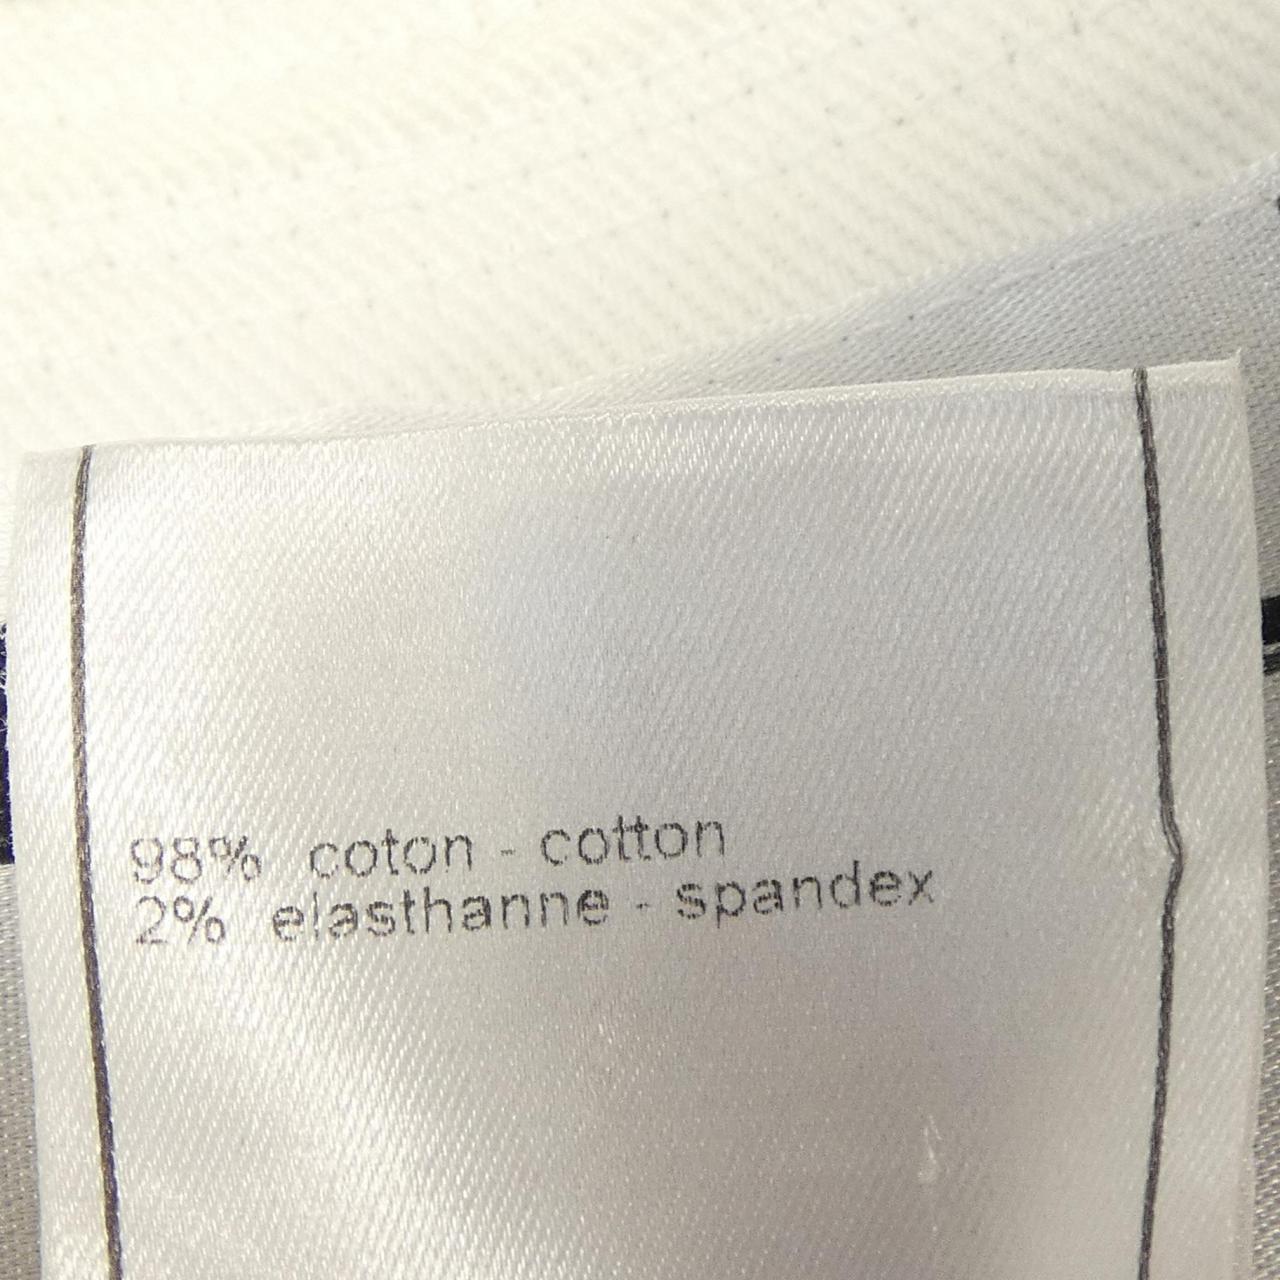 98% coton - cotton
2% elasthanne - spandex